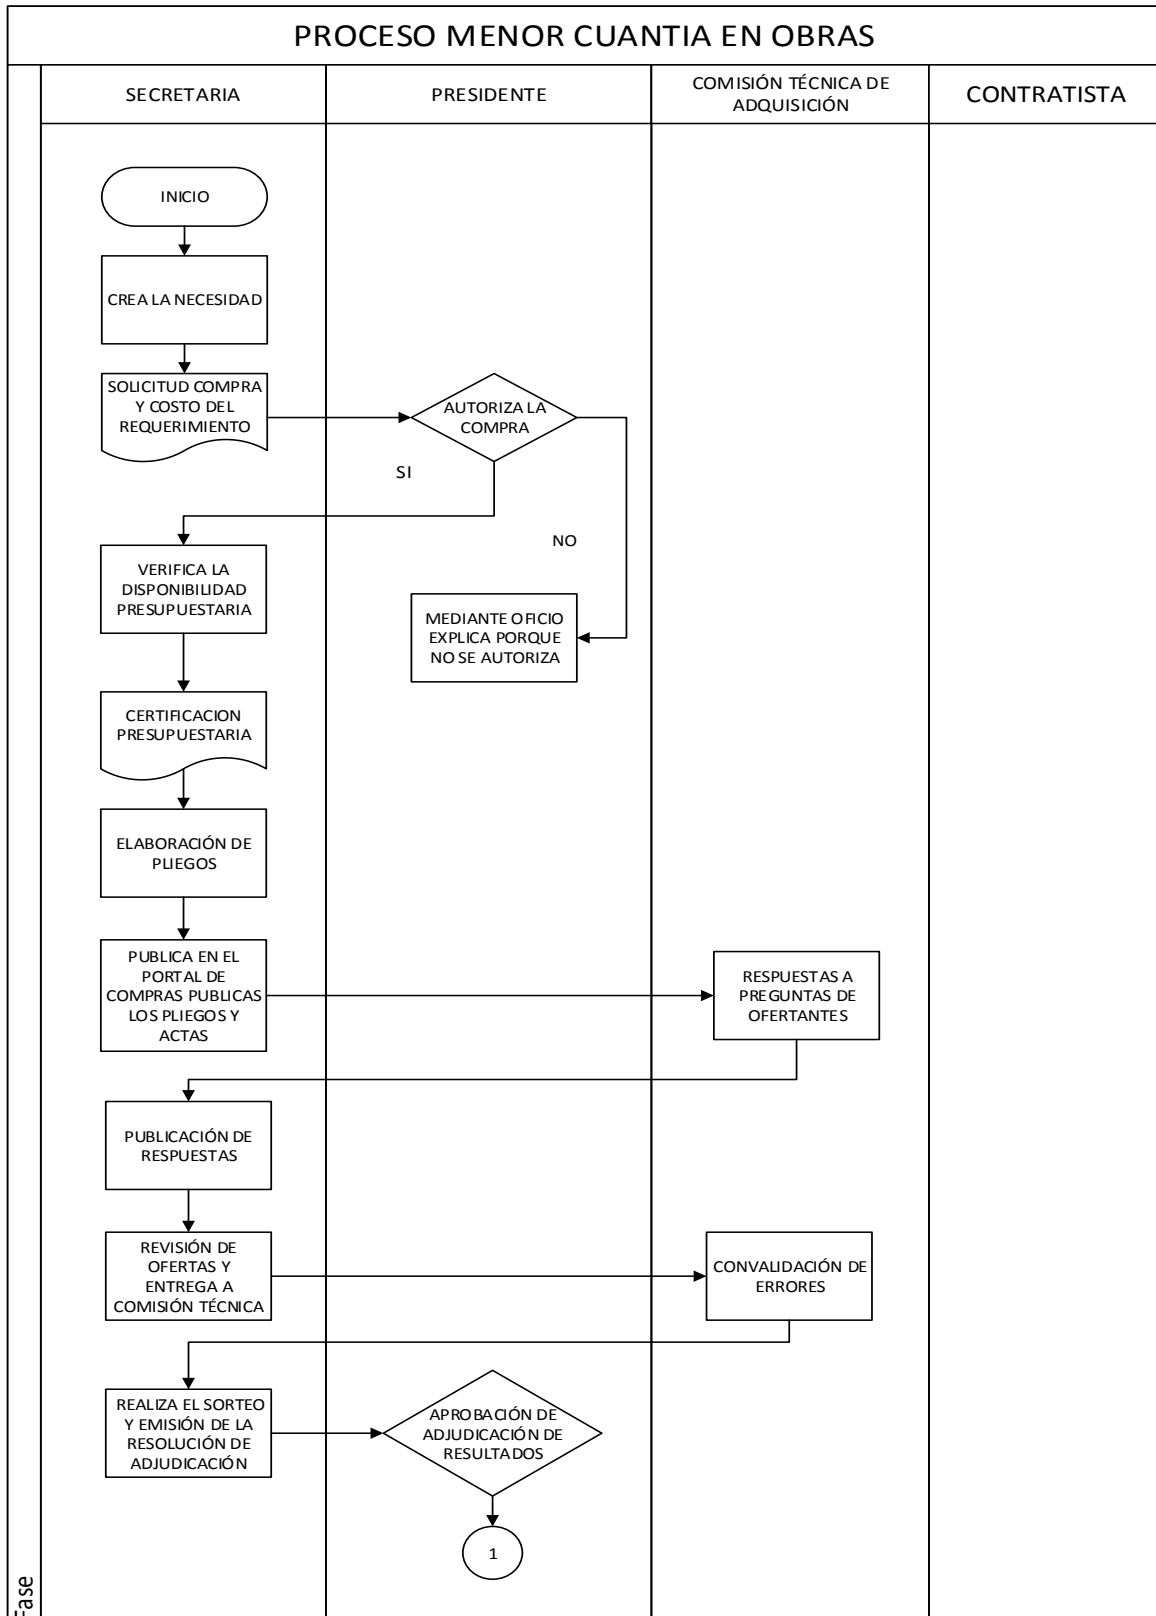 PROCESO MENOR CUANTIA EN OBRAS
SECRETARIA
PRESIDENTE
COMISIÓN TÉCNICA DE
ADQUISICIÓN
CONTRATISTA
INICIO
CREA LA NECESIDAD
SOLICITUD COMPRA
Y COSTO DEL
REQUERIMIENTO
AUTORIZA LA
COMPRA
SI
NO
VERIFICA LA
DISPONIBILIDAD
PRESUPUESTARIA
MEDIANTE OFICIO
EXPLICA PORQUE
NO SE AUTORIZA
CERTIFICACION
PRESUPUESTARIA
ELABORACIÓN DE
PLIEGOS
PUBLICA EN EL
PORTAL DE
COMPRAS PUBLICAS
LOS PLIEGOS Y
ACTAS
RESPUESTAS A
PREGUNTAS DE
OFERTANTES
PUBLICACIÓN DE
RESPUESTAS
REVISIÓN DE
OFERTAS Y
ENTREGA A
COMISIÓN TÉCNICA
CONVALIDACIÓN DE
ERRORES
REALIZA EL SORTEO
Y EMISIÓN DE LA
RESOLUCIÓN DE
ADJUDICACIÓN
APROBACIÓN DE
ADJUDICACIÓN DE
RESULTADOS
1
Fase